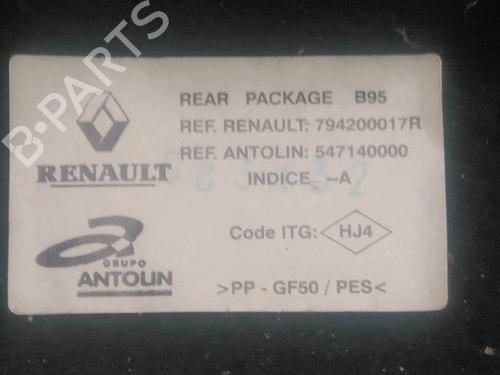 B-PARTS
REAR PACKAGE B95
REF. RENAULT: 794200017R
REF. ANTOLIN: 547140000
INDICE --A
RENAULT
Code ITG: HJ4
GRUPO
ANTOLIN
>PP - GF50 / PES<